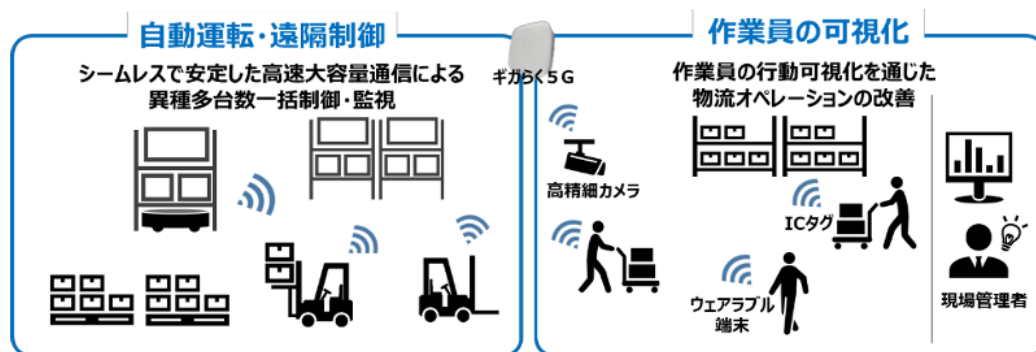 自動運転・遠隔制御
シームレスで安定した高速大容量通信による
異種多台数一括制御・監視
ギガらく5G
作業員の可視化
作業員の行動可視化を通じた
物流オペレーションの改善
高精細カメラ
ICタグ
ウェアラブル
端末
現場管理者